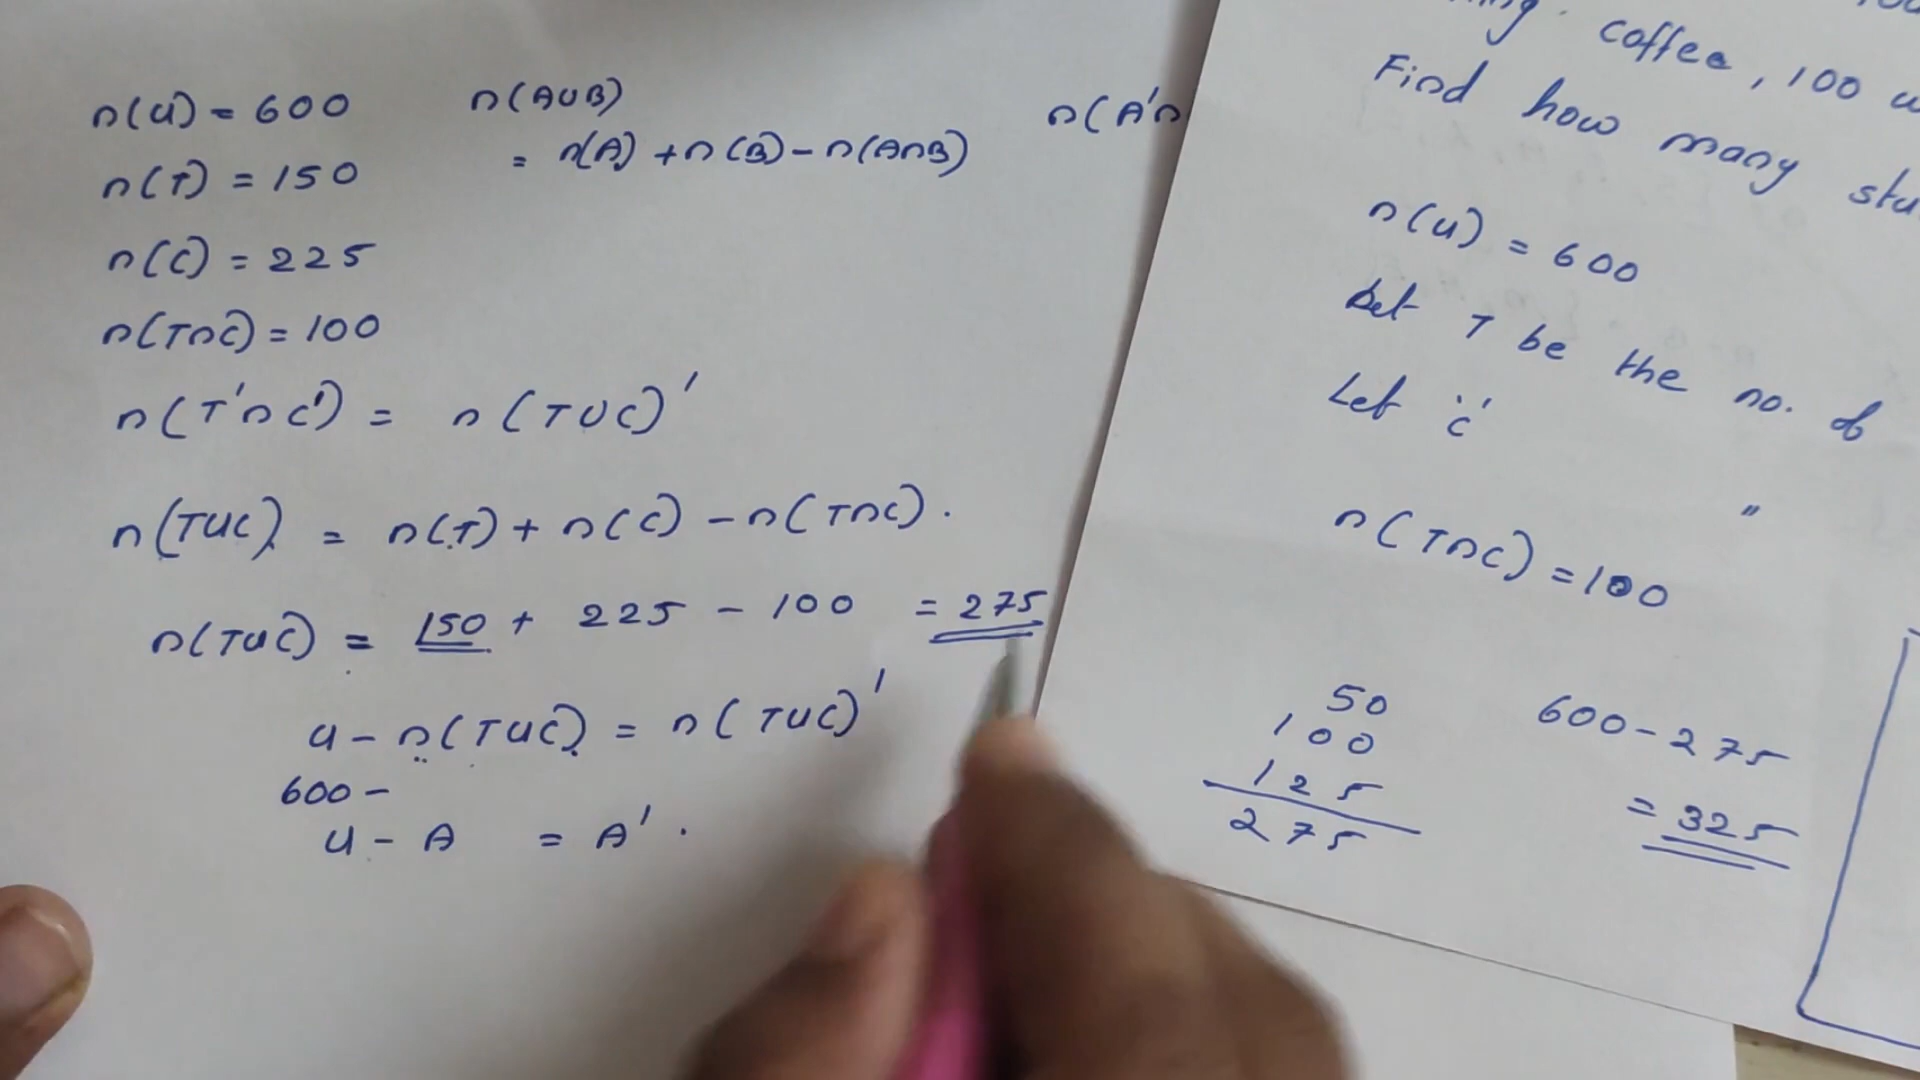 n(U) = 600
n(A∪B)
= n(A) + n(B) - n(A∩B)
n(A'∩
n(T) = 150
n(C) = 225
n(T∩C) = 100
n(T'∩C') = n(T∪C)'
n(T∪C) = n(T) + n(C) - n(T∩C).
n(T∪C) = 150 + 225 - 100 = 275
U - n(T∪C) = n(T∪C)'
600 -
U - A = A'.
coffee, 100
Find how many stu
n(U) = 600
Let T be the no. of
Let 'c'
"
n(T∩C) = 100
50
100
125
275
600 - 275
= 325